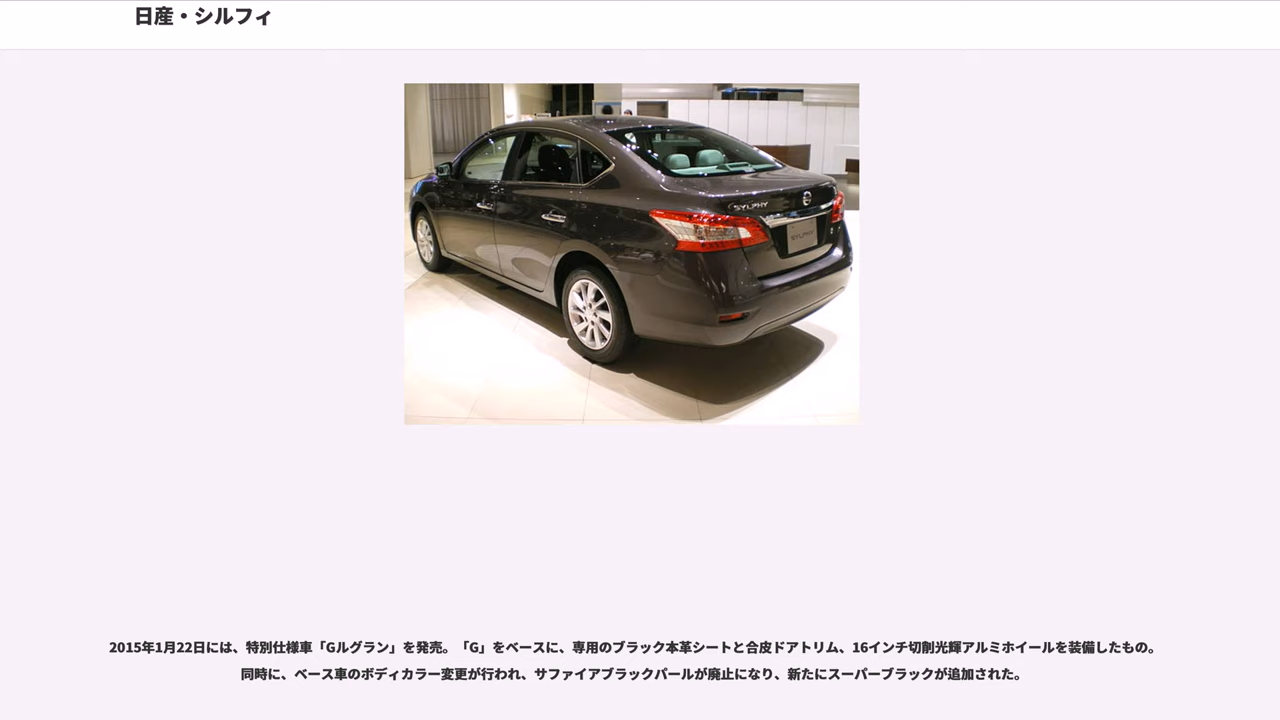 日産・シルフィ
SYLPHY
SYLPHY
2015年1月22日には、特別仕様車「Gルグラン」を発売。「G」をベースに、専用のブラック本革シートと合皮ドアトリム、16インチ切削光輝アルミホイールを装備したもの。
同時に、ベース車のボディカラー変更が行われ、サファイアブラックパールが廃止になり、新たにスーパーブラックが追加された。